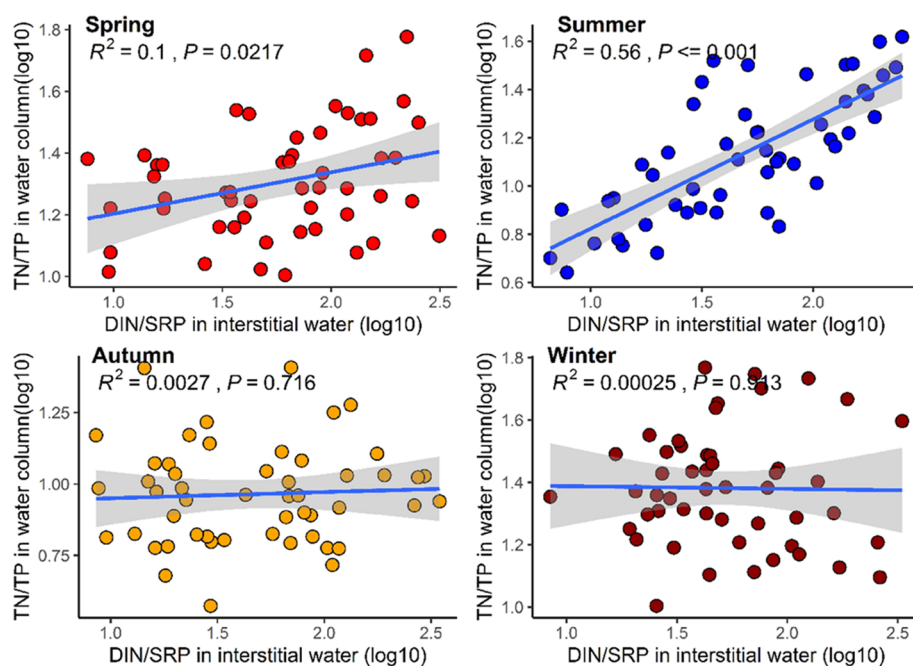 Spring
R² = 0.1 , P = 0.0217
TN/TP in water column(log10)
1.8
1.6
1.4
1.2
1.0
1.0
1.5
2.0
2.5
DIN/SRP in interstitial water (log10)
Summer
R² = 0.56 , P <= 0.001
TN/TP in water column(log10)
1.6
1.4
1.2
1.0
0.8
0.6
1.0
1.5
2.0
DIN/SRP in interstitial water (log10)
Autumn
R² = 0.0027 , P = 0.716
TN/TP in water column(log10)
1.25
1.00
0.75
1.0
1.5
2.0
2.5
DIN/SRP in interstitial water (log10)
Winter
R² = 0.00025 , P = 0.913
TN/TP in water column(log10)
1.8
1.6
1.4
1.2
1.0
1.0
1.5
2.0
2.5
DIN/SRP in interstitial water (log10)